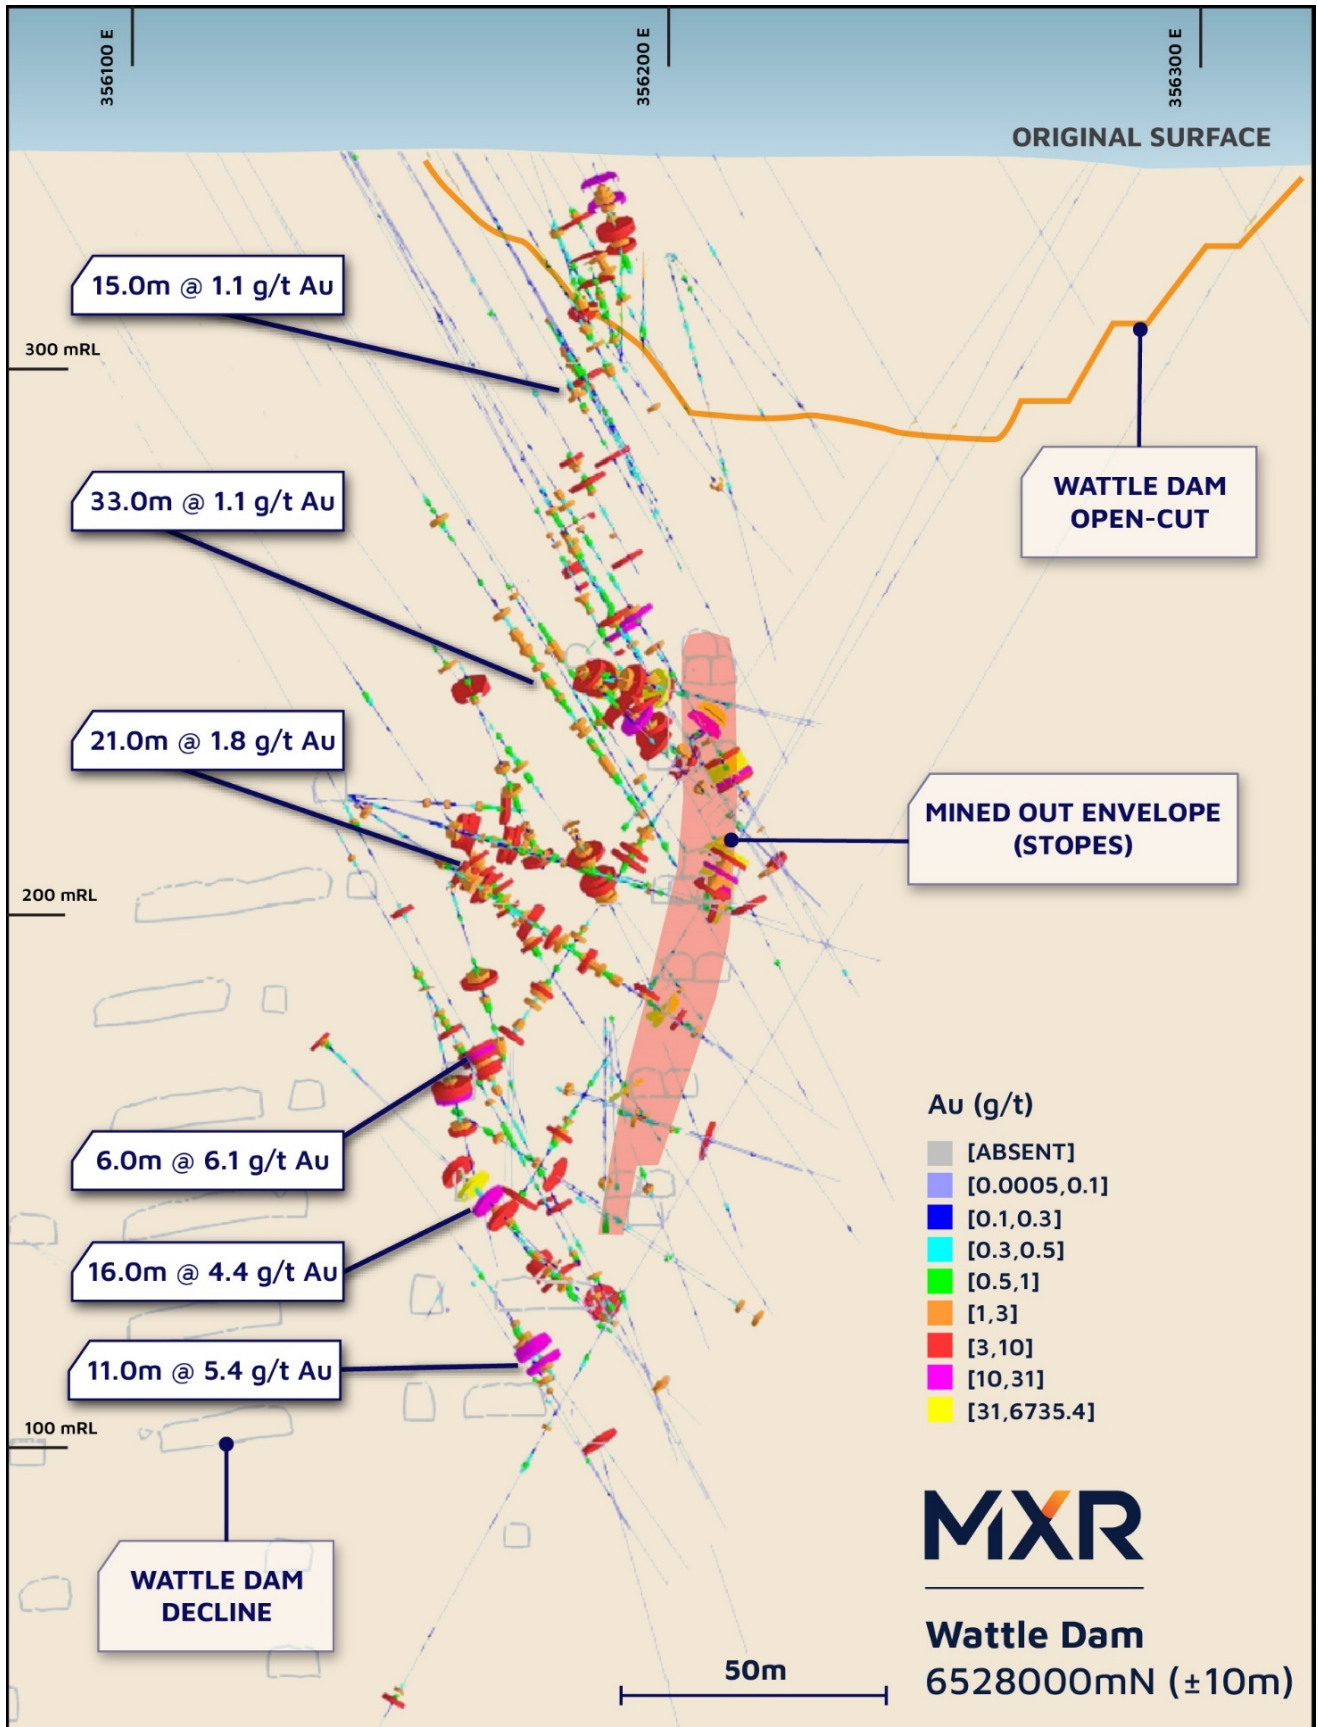 356100 E
356200 E
356300 E
ORIGINAL SURFACE
15.0m @ 1.1 g/t Au
300 mRL
33.0m @ 1.1 g/t Au
WATTLE DAM
OPEN-CUT
21.0m @ 1.8 g/t Au
MINED OUT ENVELOPE
(STOPES)
200 mRL
6.0m @ 6.1 g/t Au
16.0m @ 4.4 g/t Au
11.0m @ 5.4 g/t Au
100 mRL
WATTLE DAM
DECLINE
Au (g/t)
[ABSENT]
[0.0005,0.1]
[0.1,0.3]
[0.3,0.5]
[0.5,1]
[1,3]
[3,10]
[10,31]
[31,6735.4]
MXR
Wattle Dam
6528000mN (±10m)
50m